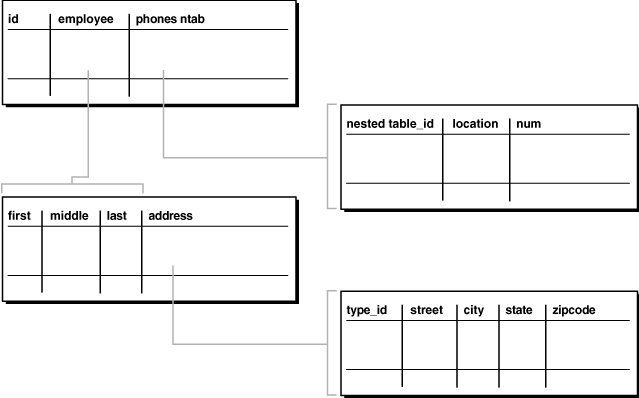 id employee phones ntab
nested table_id location num
first middle last address
type_id street city state zipcode